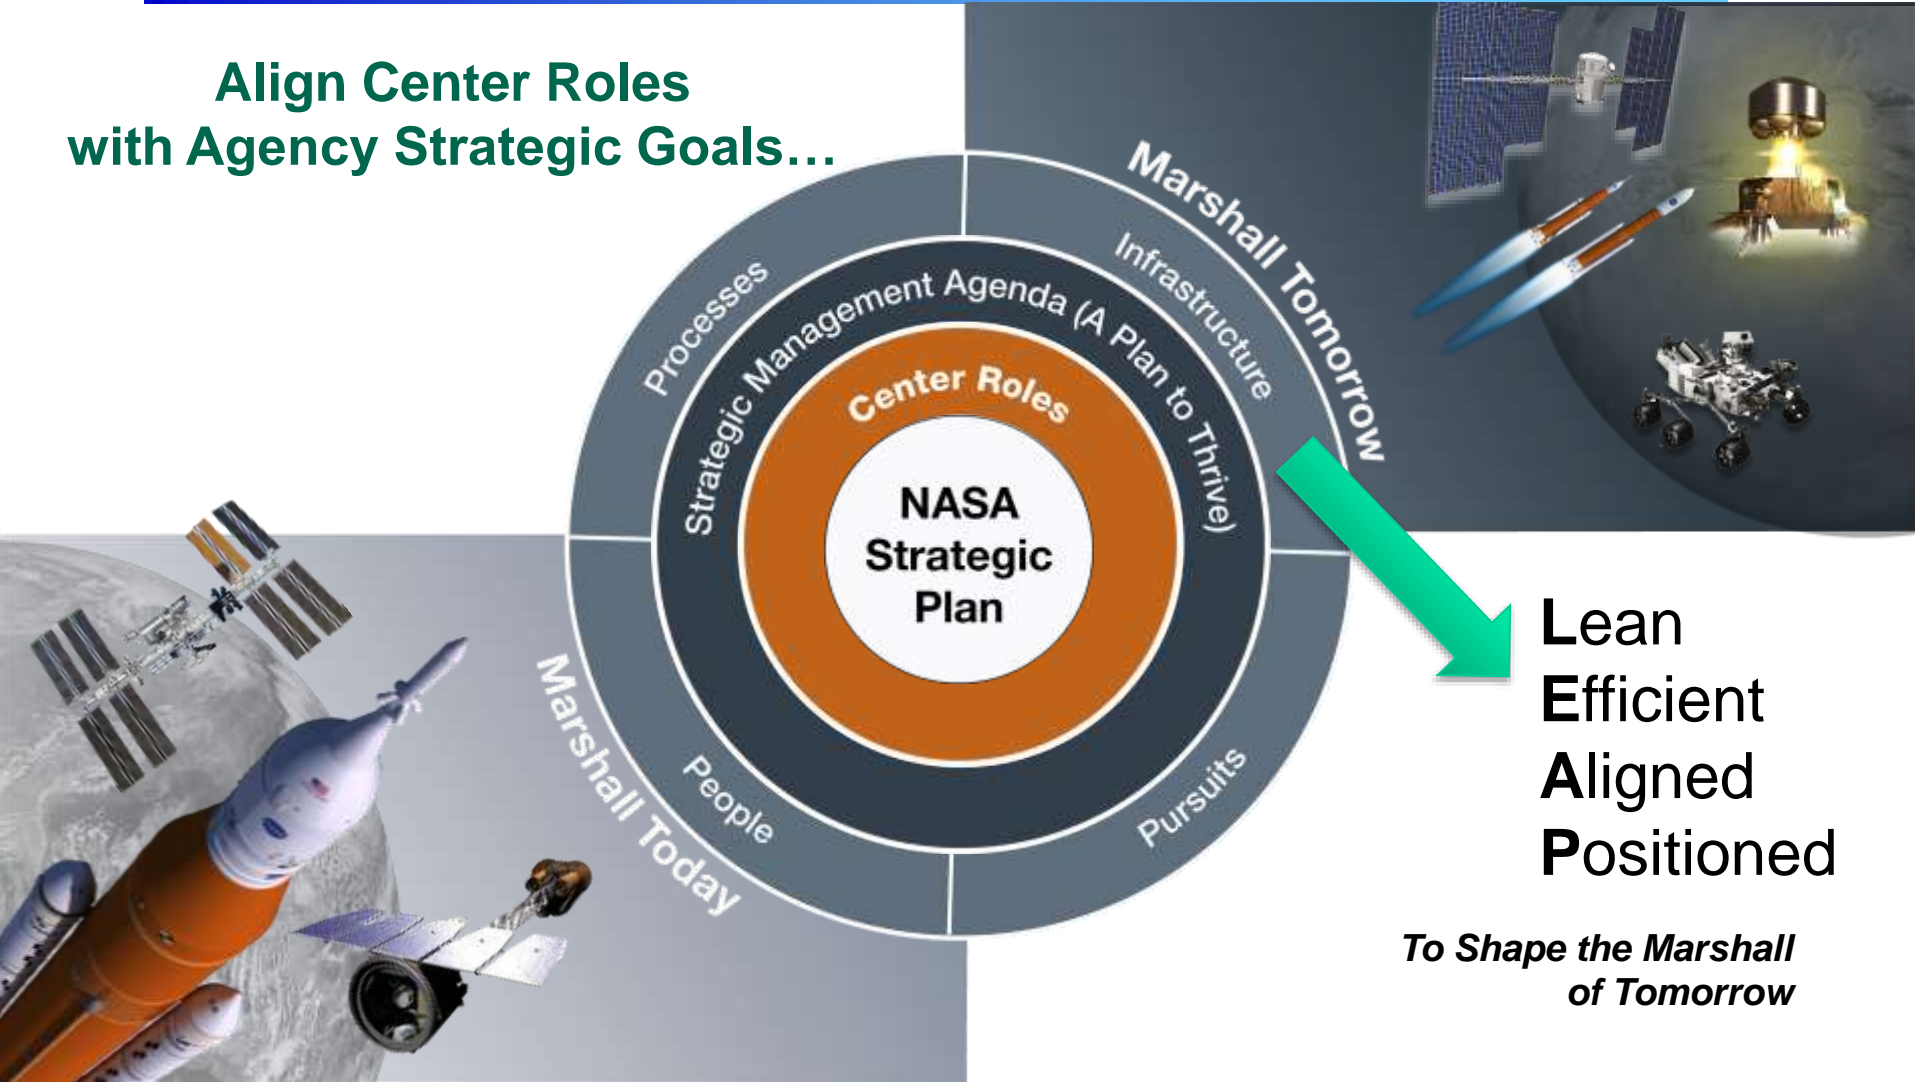 Align Center Roles
with Agency Strategic Goals…
Marshall Tomorrow
Processes
Infrastructure
Strategic Management Agenda (A Plan to Thrive)
Center Roles
NASA
Strategic
Plan
People
Pursuits
Marshall Today
Lean
Efficient
Aligned
Positioned
To Shape the Marshall
of Tomorrow